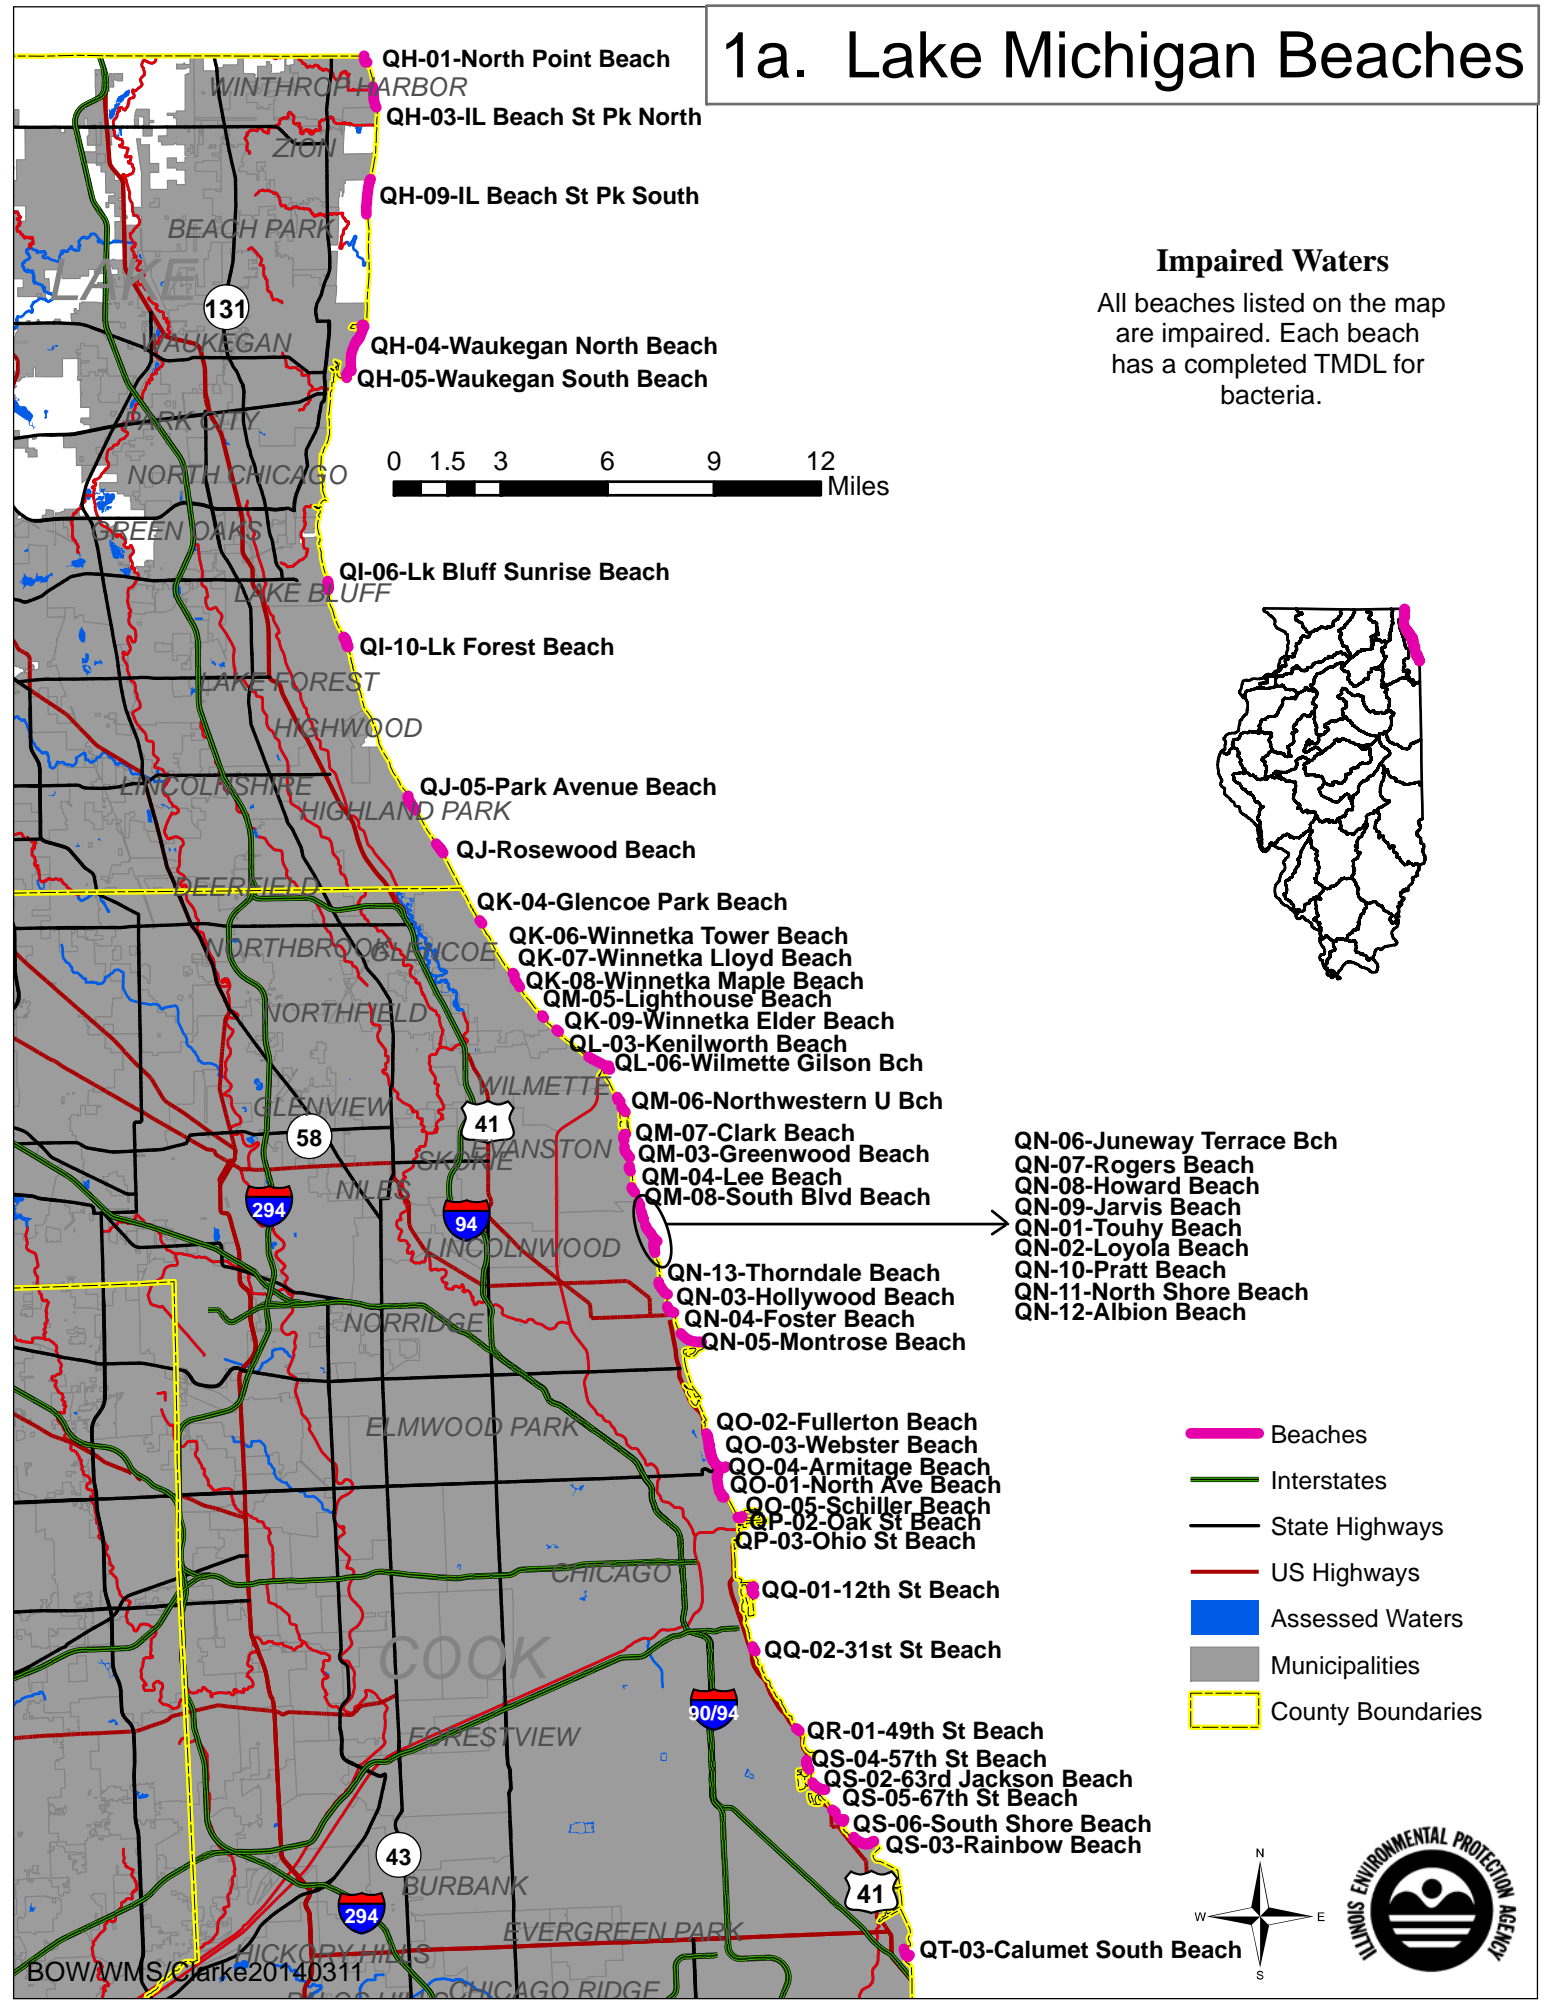 1a. Lake Michigan Beaches
QH-01-North Point Beach
WINTHROP HARBOR
QH-03-IL Beach St Pk North
ZION
QH-09-IL Beach St Pk South
BEACH PARK
LAKE
131
Impaired Waters
All beaches listed on the map
are impaired. Each beach
has a completed TMDL for
bacteria.
WAUKEGAN
QH-04-Waukegan North Beach
QH-05-Waukegan South Beach
PARK CITY
NORTH CHICAGO
0 1.5 3 6 9 12
Miles
GREEN OAKS
QI-06-Lk Bluff Sunrise Beach
LAKE BLUFF
QI-10-Lk Forest Beach
LAKE FOREST
HIGHWOOD
LINCOLNSHIRE
QJ-05-Park Avenue Beach
HIGHLAND PARK
QJ-Rosewood Beach
DEERFIELD
QK-04-Glencoe Park Beach
NORTHBROOK
GLENCOE
QK-06-Winnetka Tower Beach
QK-07-Winnetka Lloyd Beach
QK-08-Winnetka Maple Beach
QM-05-Lighthouse Beach
NORTHFIELD
QK-09-Winnetka Elder Beach
QL-03-Kenilworth Beach
QL-06-Wilmette Gilson Bch
WILMETTE
QM-06-Northwestern U Bch
GLENVIEW
41
58
QM-07-Clark Beach
EVANSTON
QM-03-Greenwood Beach
SKOKIE
QM-04-Lee Beach
NILES
QM-08-South Blvd Beach
294
94
LINCOLNWOOD
QN-06-Juneway Terrace Bch
QN-07-Rogers Beach
QN-08-Howard Beach
QN-09-Jarvis Beach
QN-01-Touhy Beach
QN-02-Loyola Beach
QN-10-Pratt Beach
QN-11-North Shore Beach
QN-12-Albion Beach
QN-13-Thorndale Beach
QN-03-Hollywood Beach
QN-04-Foster Beach
NORRIDGE
QN-05-Montrose Beach
ELMWOOD PARK
QO-02-Fullerton Beach
QO-03-Webster Beach
QO-04-Armitage Beach
QO-01-North Ave Beach
QO-05-Schiller Beach
QP-02-Oak St Beach
QP-03-Ohio St Beach
CHICAGO
QQ-01-12th St Beach
COOK
QQ-02-31st St Beach
90/94
FORESTVIEW
QR-01-49th St Beach
QS-04-57th St Beach
QS-02-63rd Jackson Beach
QS-05-67th St Beach
QS-06-South Shore Beach
QS-03-Rainbow Beach
43
BURBANK
41
294
EVERGREEN PARK
HICKORY HILLS
QT-03-Calumet South Beach
BOW/WMS/Clarke20140311
CHICAGO RIDGE
PALOS HILLS
Beaches
Interstates
State Highways
US Highways
Assessed Waters
Municipalities
County Boundaries
N
W E
S
ILLINOIS ENVIRONMENTAL PROTECTION AGENCY